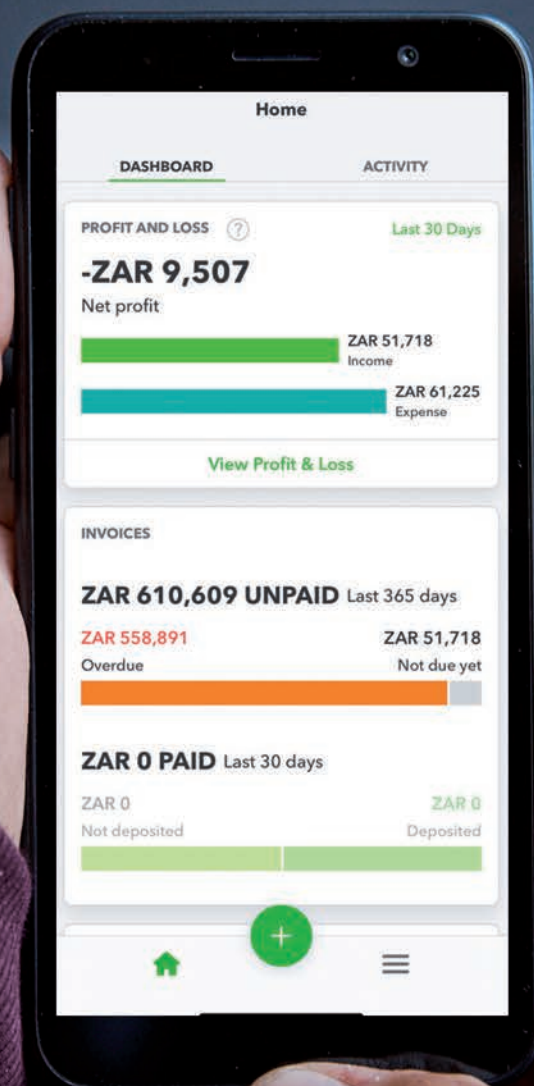 Home
DASHBOARD ACTIVITY
PROFIT AND LOSS ? Last 30 Days
-ZAR 9,507
Net profit
ZAR 51,718
Income
ZAR 61,225
Expense
View Profit & Loss
INVOICES
ZAR 610,609 UNPAID Last 365 days
ZAR 558,891 ZAR 51,718
Overdue Not due yet
ZAR 0 PAID Last 30 days
ZAR 0 ZAR 0
Not deposited Deposited